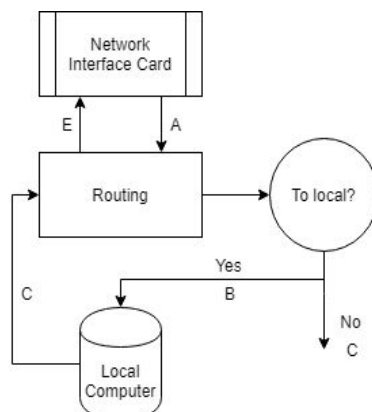 Network
Interface Card
E
A
Routing
To local?
Yes
B
C
No
C
Local
Computer